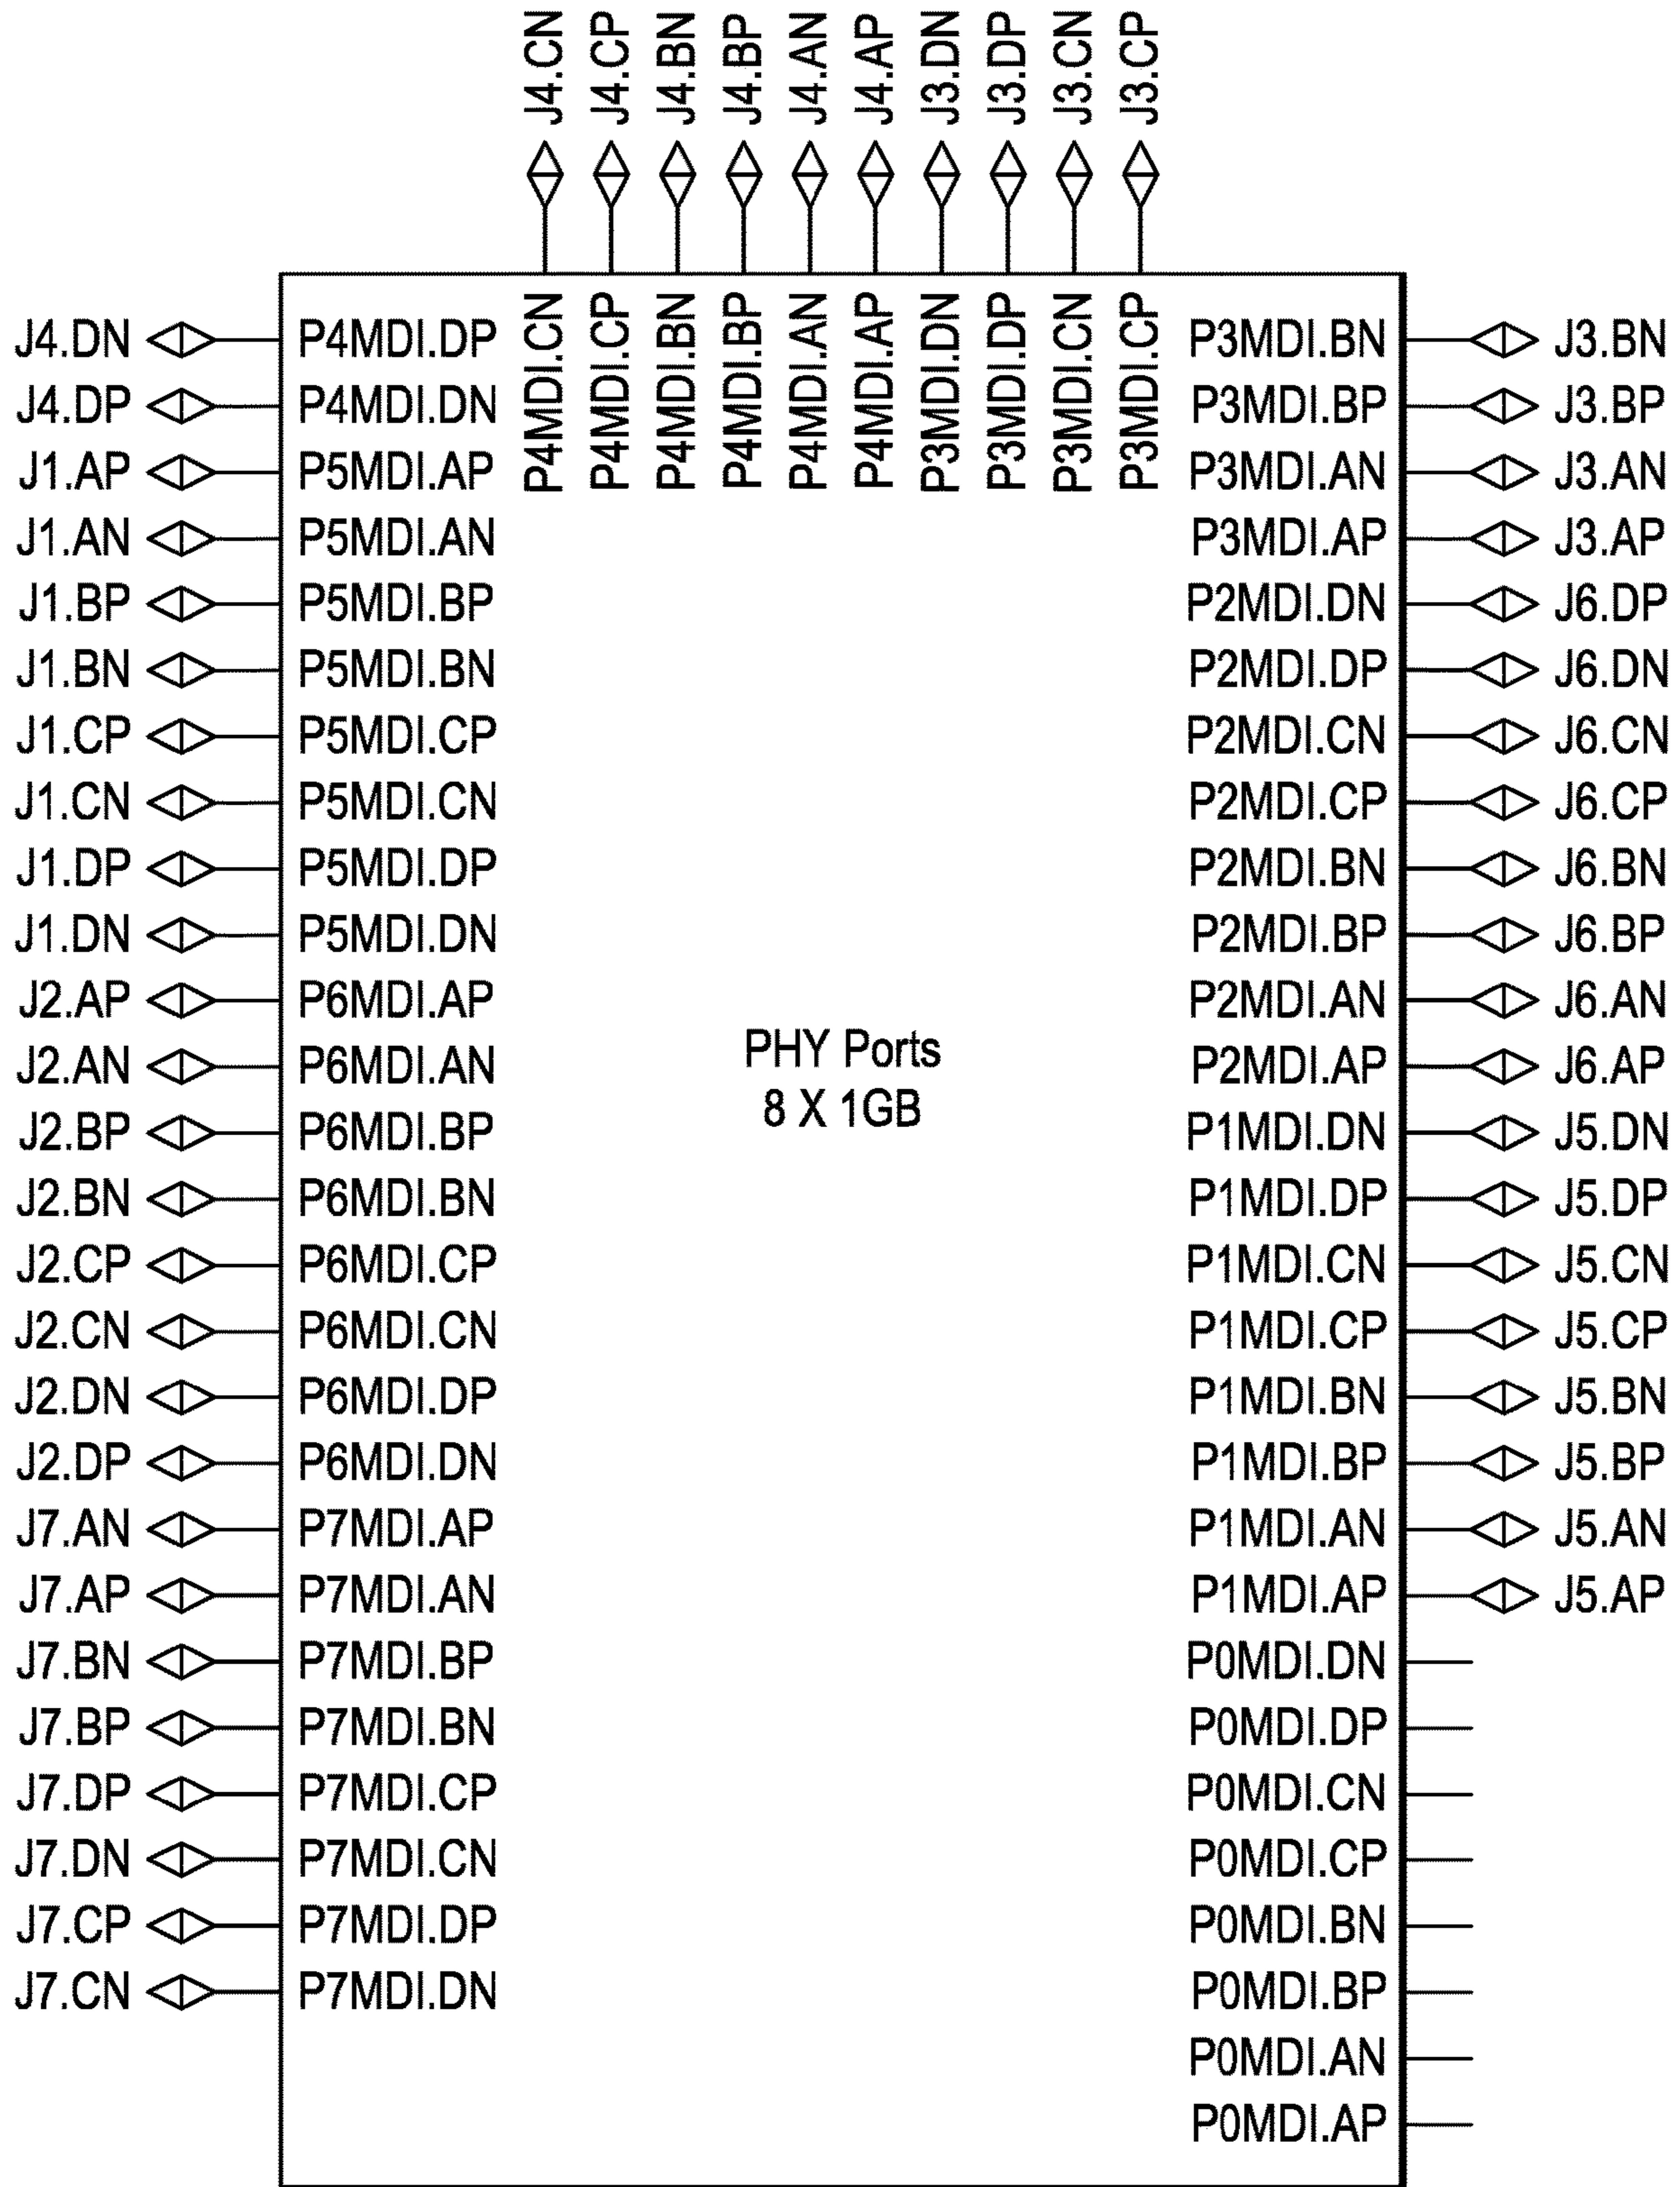 J4.CN
J4.CP
J4.BN
J4.BP
J4.AN
J4.AP
J3.DN
J3.DP
J3.CN
J3.CP
P4MDI.CN
P4MDI.CP
P4MDI.BN
P4MDI.BP
P4MDI.AN
P4MDI.AP
P3MDI.DN
P3MDI.DP
P3MDI.CN
P3MDI.CP
J4.DN P4MDI.DP P3MDI.BN J3.BN
J4.DP P4MDI.DN P3MDI.BP J3.BP
J1.AP P5MDI.AP P3MDI.AN J3.AN
J1.AN P5MDI.AN P3MDI.AP J3.AP
J1.BP P5MDI.BP P2MDI.DN J6.DP
J1.BN P5MDI.BN P2MDI.DP J6.DN
J1.CP P5MDI.CP P2MDI.CN J6.CN
J1.CN P5MDI.CN P2MDI.CP J6.CP
J1.DP P5MDI.DP P2MDI.BN J6.BN
J1.DN P5MDI.DN P2MDI.BP J6.BP
J2.AP P6MDI.AP P2MDI.AN J6.AN
PHY Ports
J2.AN P6MDI.AN P2MDI.AP J6.AP
8 X 1GB
J2.BP P6MDI.BP P1MDI.DN J5.DN
J2.BN P6MDI.BN P1MDI.DP J5.DP
J2.CP P6MDI.CP P1MDI.CN J5.CN
J2.CN P6MDI.CN P1MDI.CP J5.CP
J2.DN P6MDI.DP P1MDI.BN J5.BN
J2.DP P6MDI.DN P1MDI.BP J5.BP
J7.AN P7MDI.AP P1MDI.AN J5.AN
J7.AP P7MDI.AN P1MDI.AP J5.AP
J7.BN P7MDI.BP P0MDI.DN
J7.BP P7MDI.BN P0MDI.DP
J7.DP P7MDI.CP P0MDI.CN
J7.DN P7MDI.CN P0MDI.CP
J7.CP P7MDI.DP P0MDI.BN
J7.CN P7MDI.DN P0MDI.BP
P0MDI.AN
P0MDI.AP